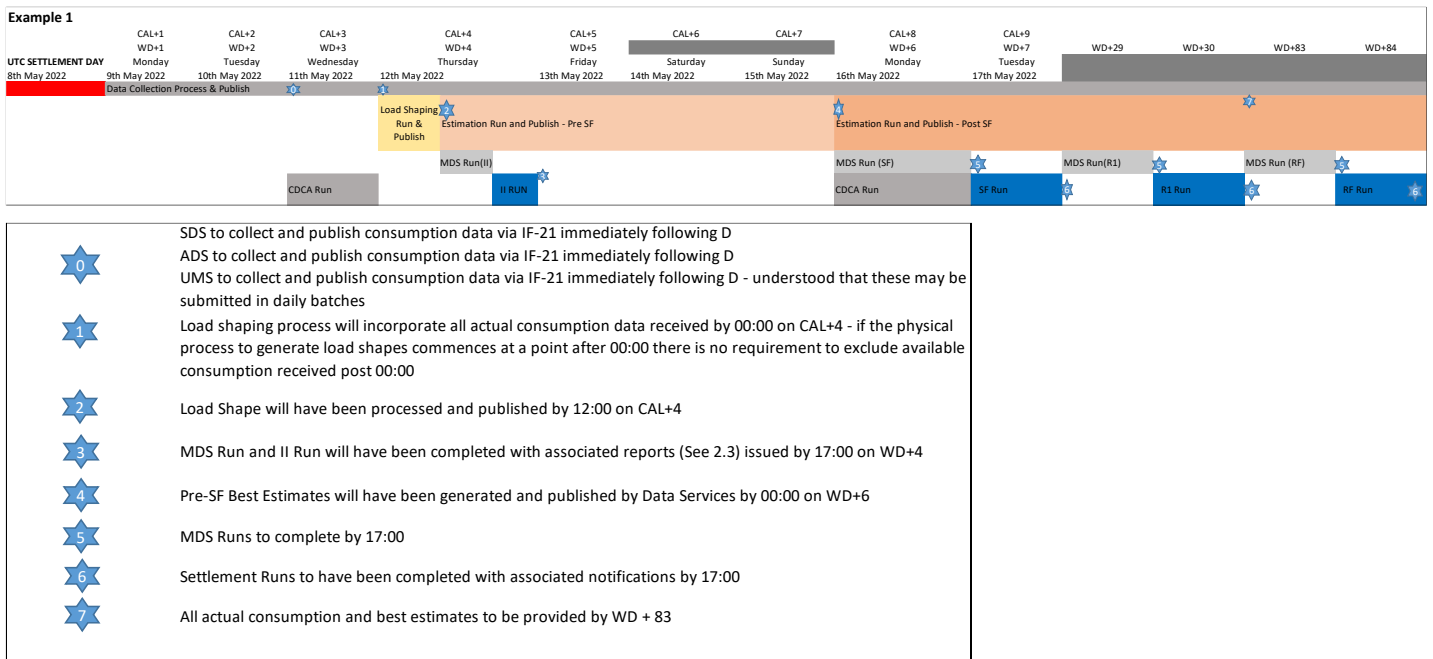 Example 1
CAL+1 CAL+2 CAL+3 CAL+4 CAL+5 CAL+6 CAL+7 CAL+8 CAL+9
WD+1 WD+2 WD+3 WD+4 WD+5 WD+6 WD+7 WD+29 WD+30 WD+83 WD+84
UTC SETTLEMENT DAY Monday Tuesday Wednesday Thursday Friday Saturday Sunday Monday Tuesday
8th May 2022 9th May 2022 10th May 2022 11th May 2022 12th May 2022 13th May 2022 14th May 2022 15th May 2022 16th May 2022 17th May 2022
Data Collection Process & Publish 0 1
7
Load Shaping 2 4
Run & Estimation Run and Publish - Pre SF Estimation Run and Publish - Post SF
Publish
MDS Run(II) MDS Run (SF) 5 MDS Run(R1) 5 MDS Run (RF) 5
3
CDCA Run II RUN CDCA Run SF Run 6 R1 Run 6 RF Run 6
SDS to collect and publish consumption data via IF-21 immediately following D
0 ADS to collect and publish consumption data via IF-21 immediately following D
UMS to collect and publish consumption data via IF-21 immediately following D - understood that these may be
submitted in daily batches
1 Load shaping process will incorporate all actual consumption data received by 00:00 on CAL+4 - if the physical
process to generate load shapes commences at a point after 00:00 there is no requirement to exclude available
consumption received post 00:00
2 Load Shape will have been processed and published by 12:00 on CAL+4
3 MDS Run and II Run will have been completed with associated reports (See 2.3) issued by 17:00 on WD+4
4 Pre-SF Best Estimates will have been generated and published by Data Services by 00:00 on WD+6
5 MDS Runs to complete by 17:00
6 Settlement Runs to have been completed with associated notifications by 17:00
7 All actual consumption and best estimates to be provided by WD + 83